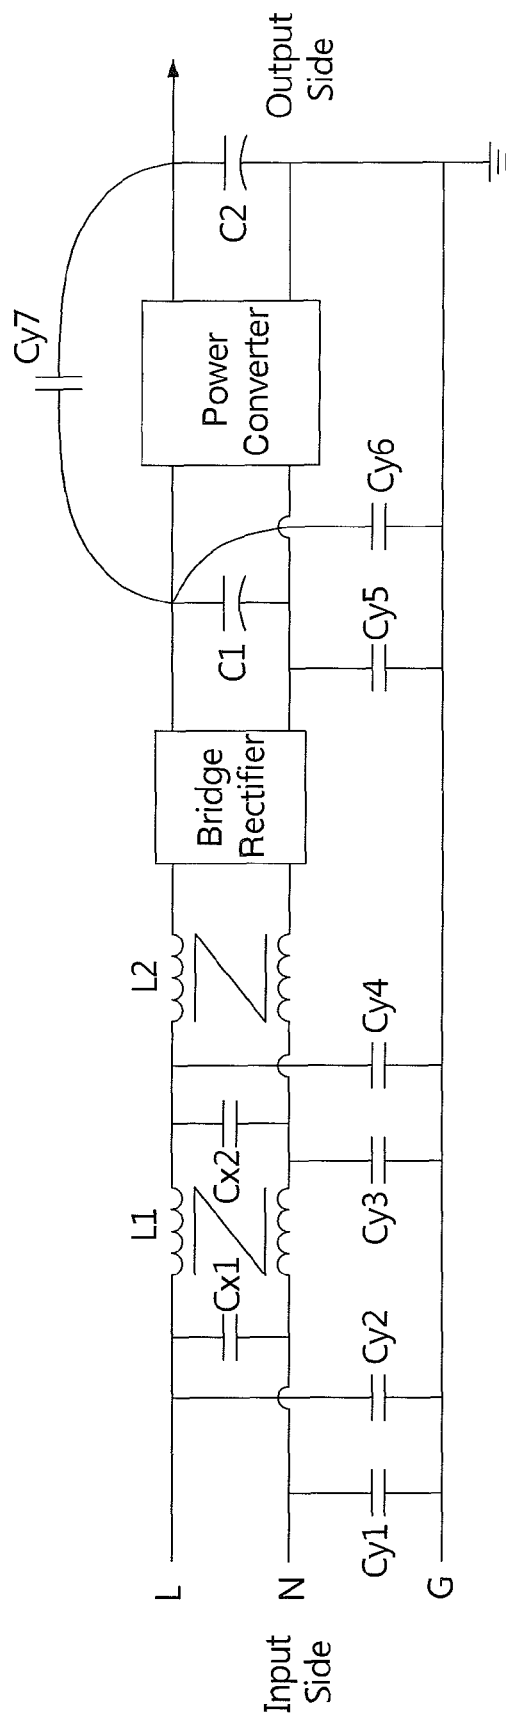 Cy7
L1
L2
Cx1
Cx2
Bridge
Rectifier
C1
Power
Converter
C2
Output
Side
Input
Side
L
N
G
Cy1
Cy2
Cy3
Cy4
Cy5
Cy6